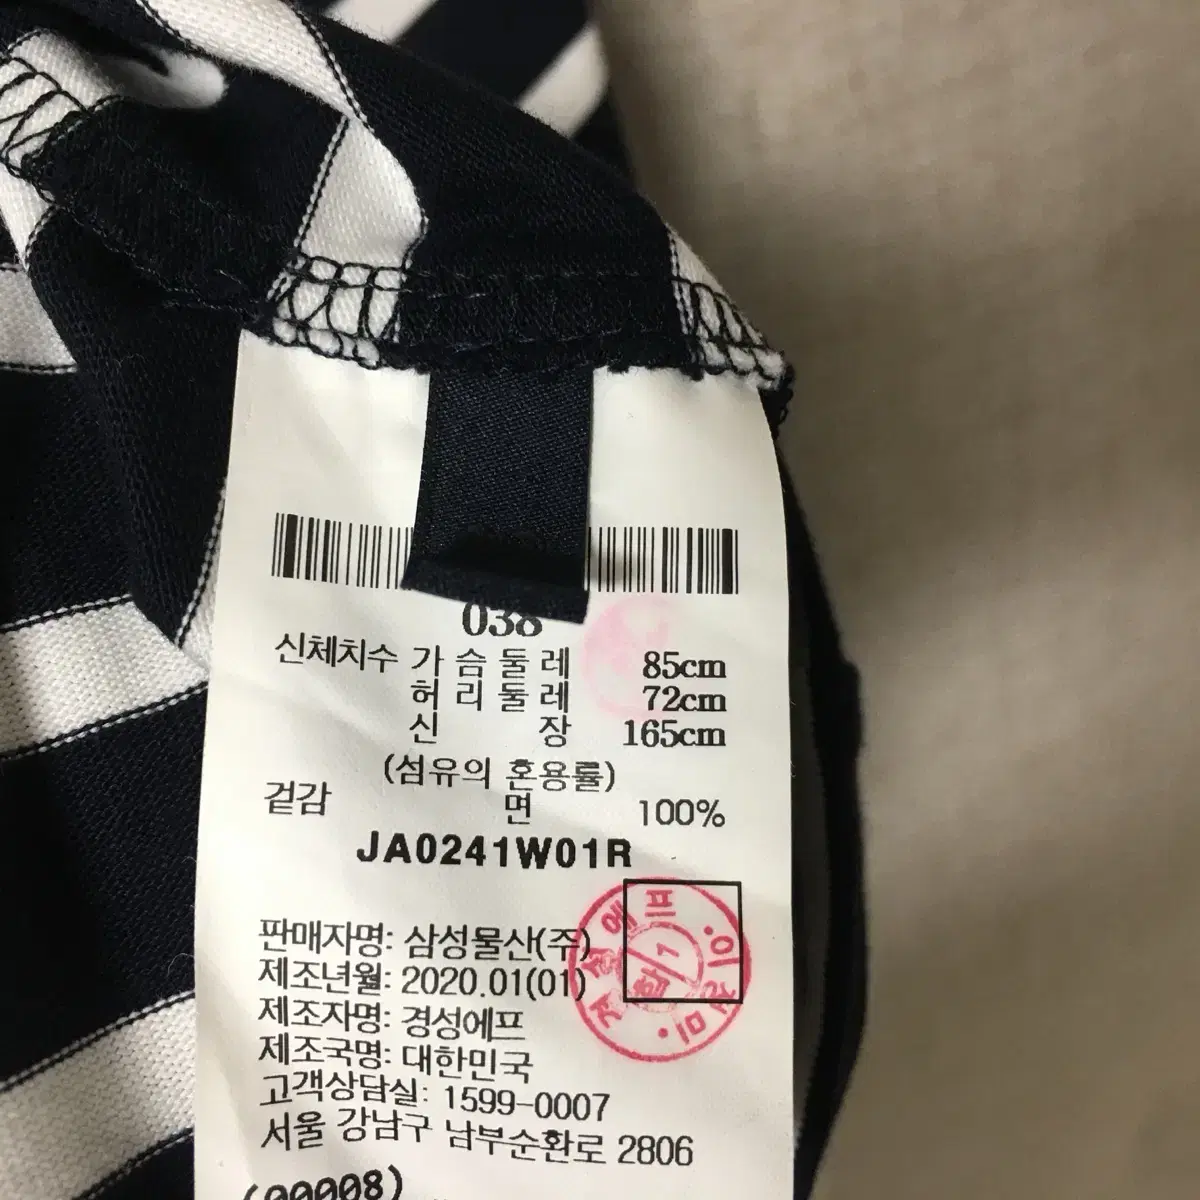 038
신체치수 가슴둘레 85cm
허리둘레 72cm
신장 165cm
(섬유의 혼용률)
겉감 면 100%
JA0241W01R
판매자명: 삼성물산(주)
제조년월: 2020.01(01)
제조자명: 경성에프
제조국명: 대한민국
고객상담실: 1599-0007
서울 강남구 남부순환로 2806
(00008)
경성에프